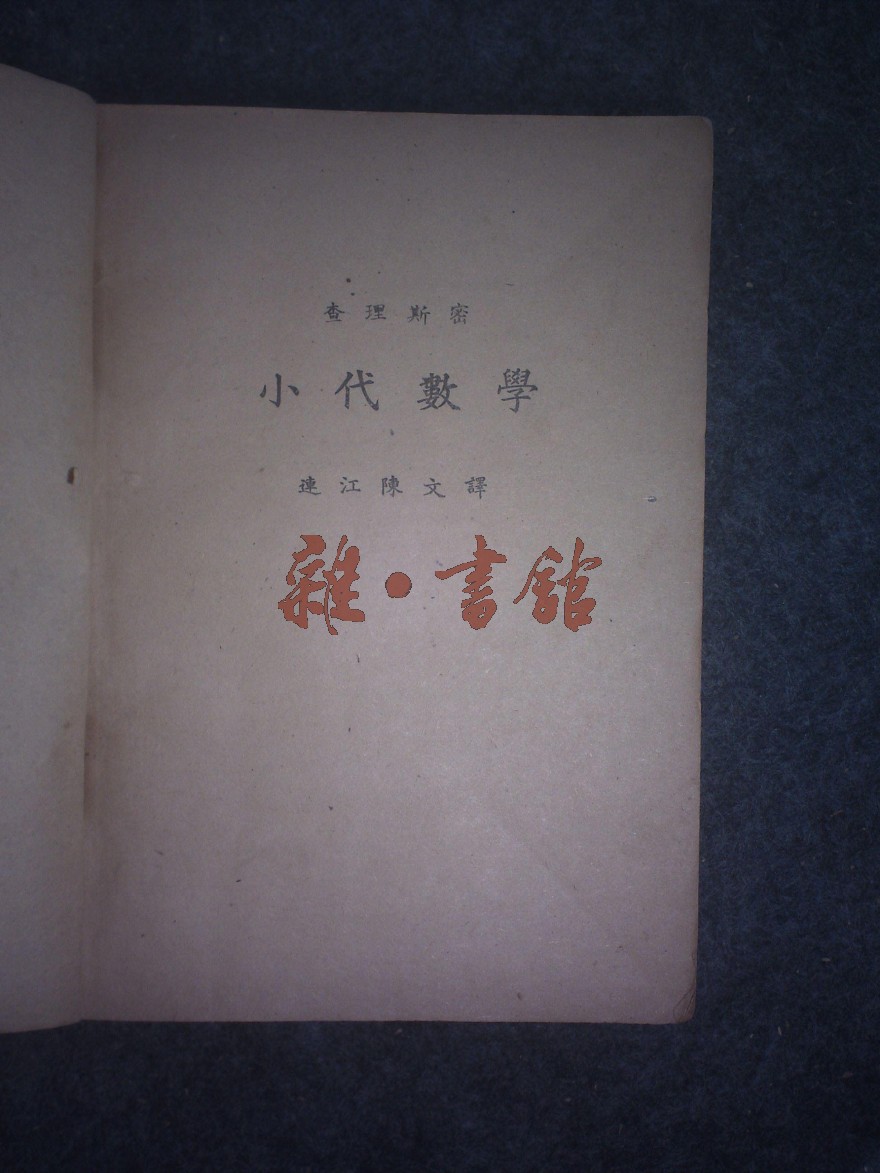 查理斯密
小代數學
連江陳文譯
雜·書館